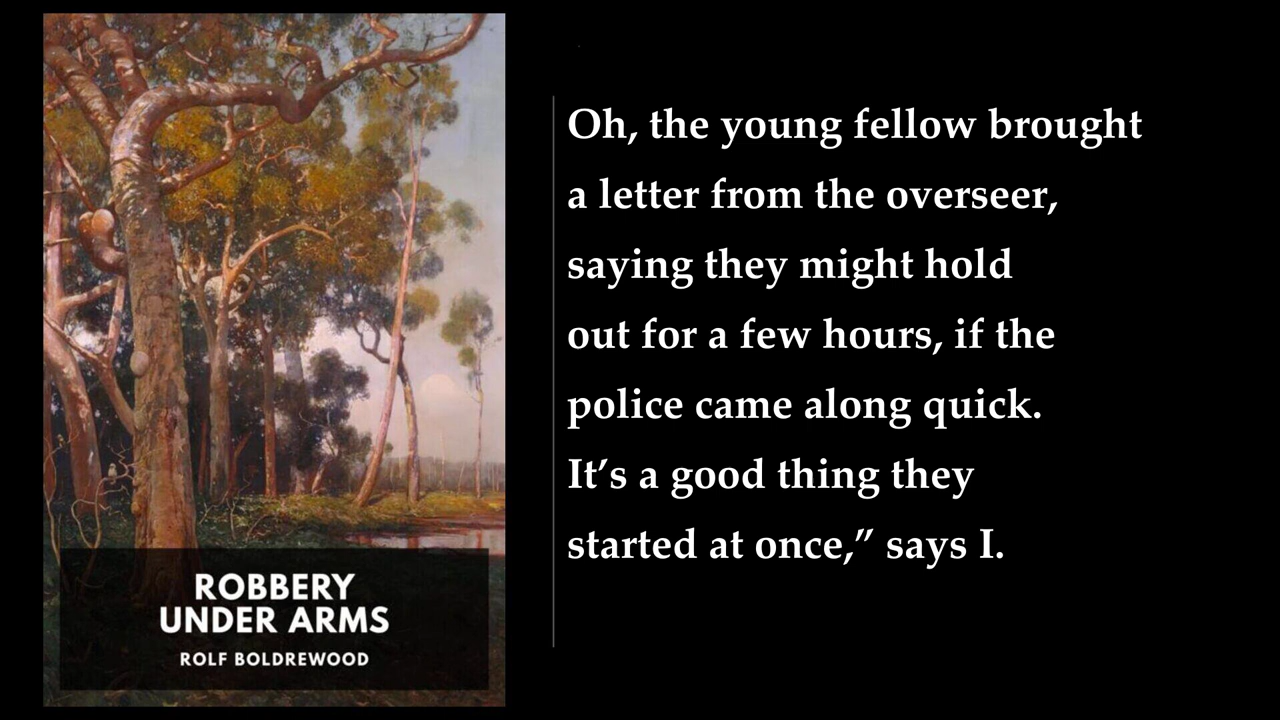 ROBBERY
UNDER ARMS
ROLF BOLDREWOOD
Oh, the young fellow brought
a letter from the overseer,
saying they might hold
out for a few hours, if the
police came along quick.
It’s a good thing they
started at once,” says I.